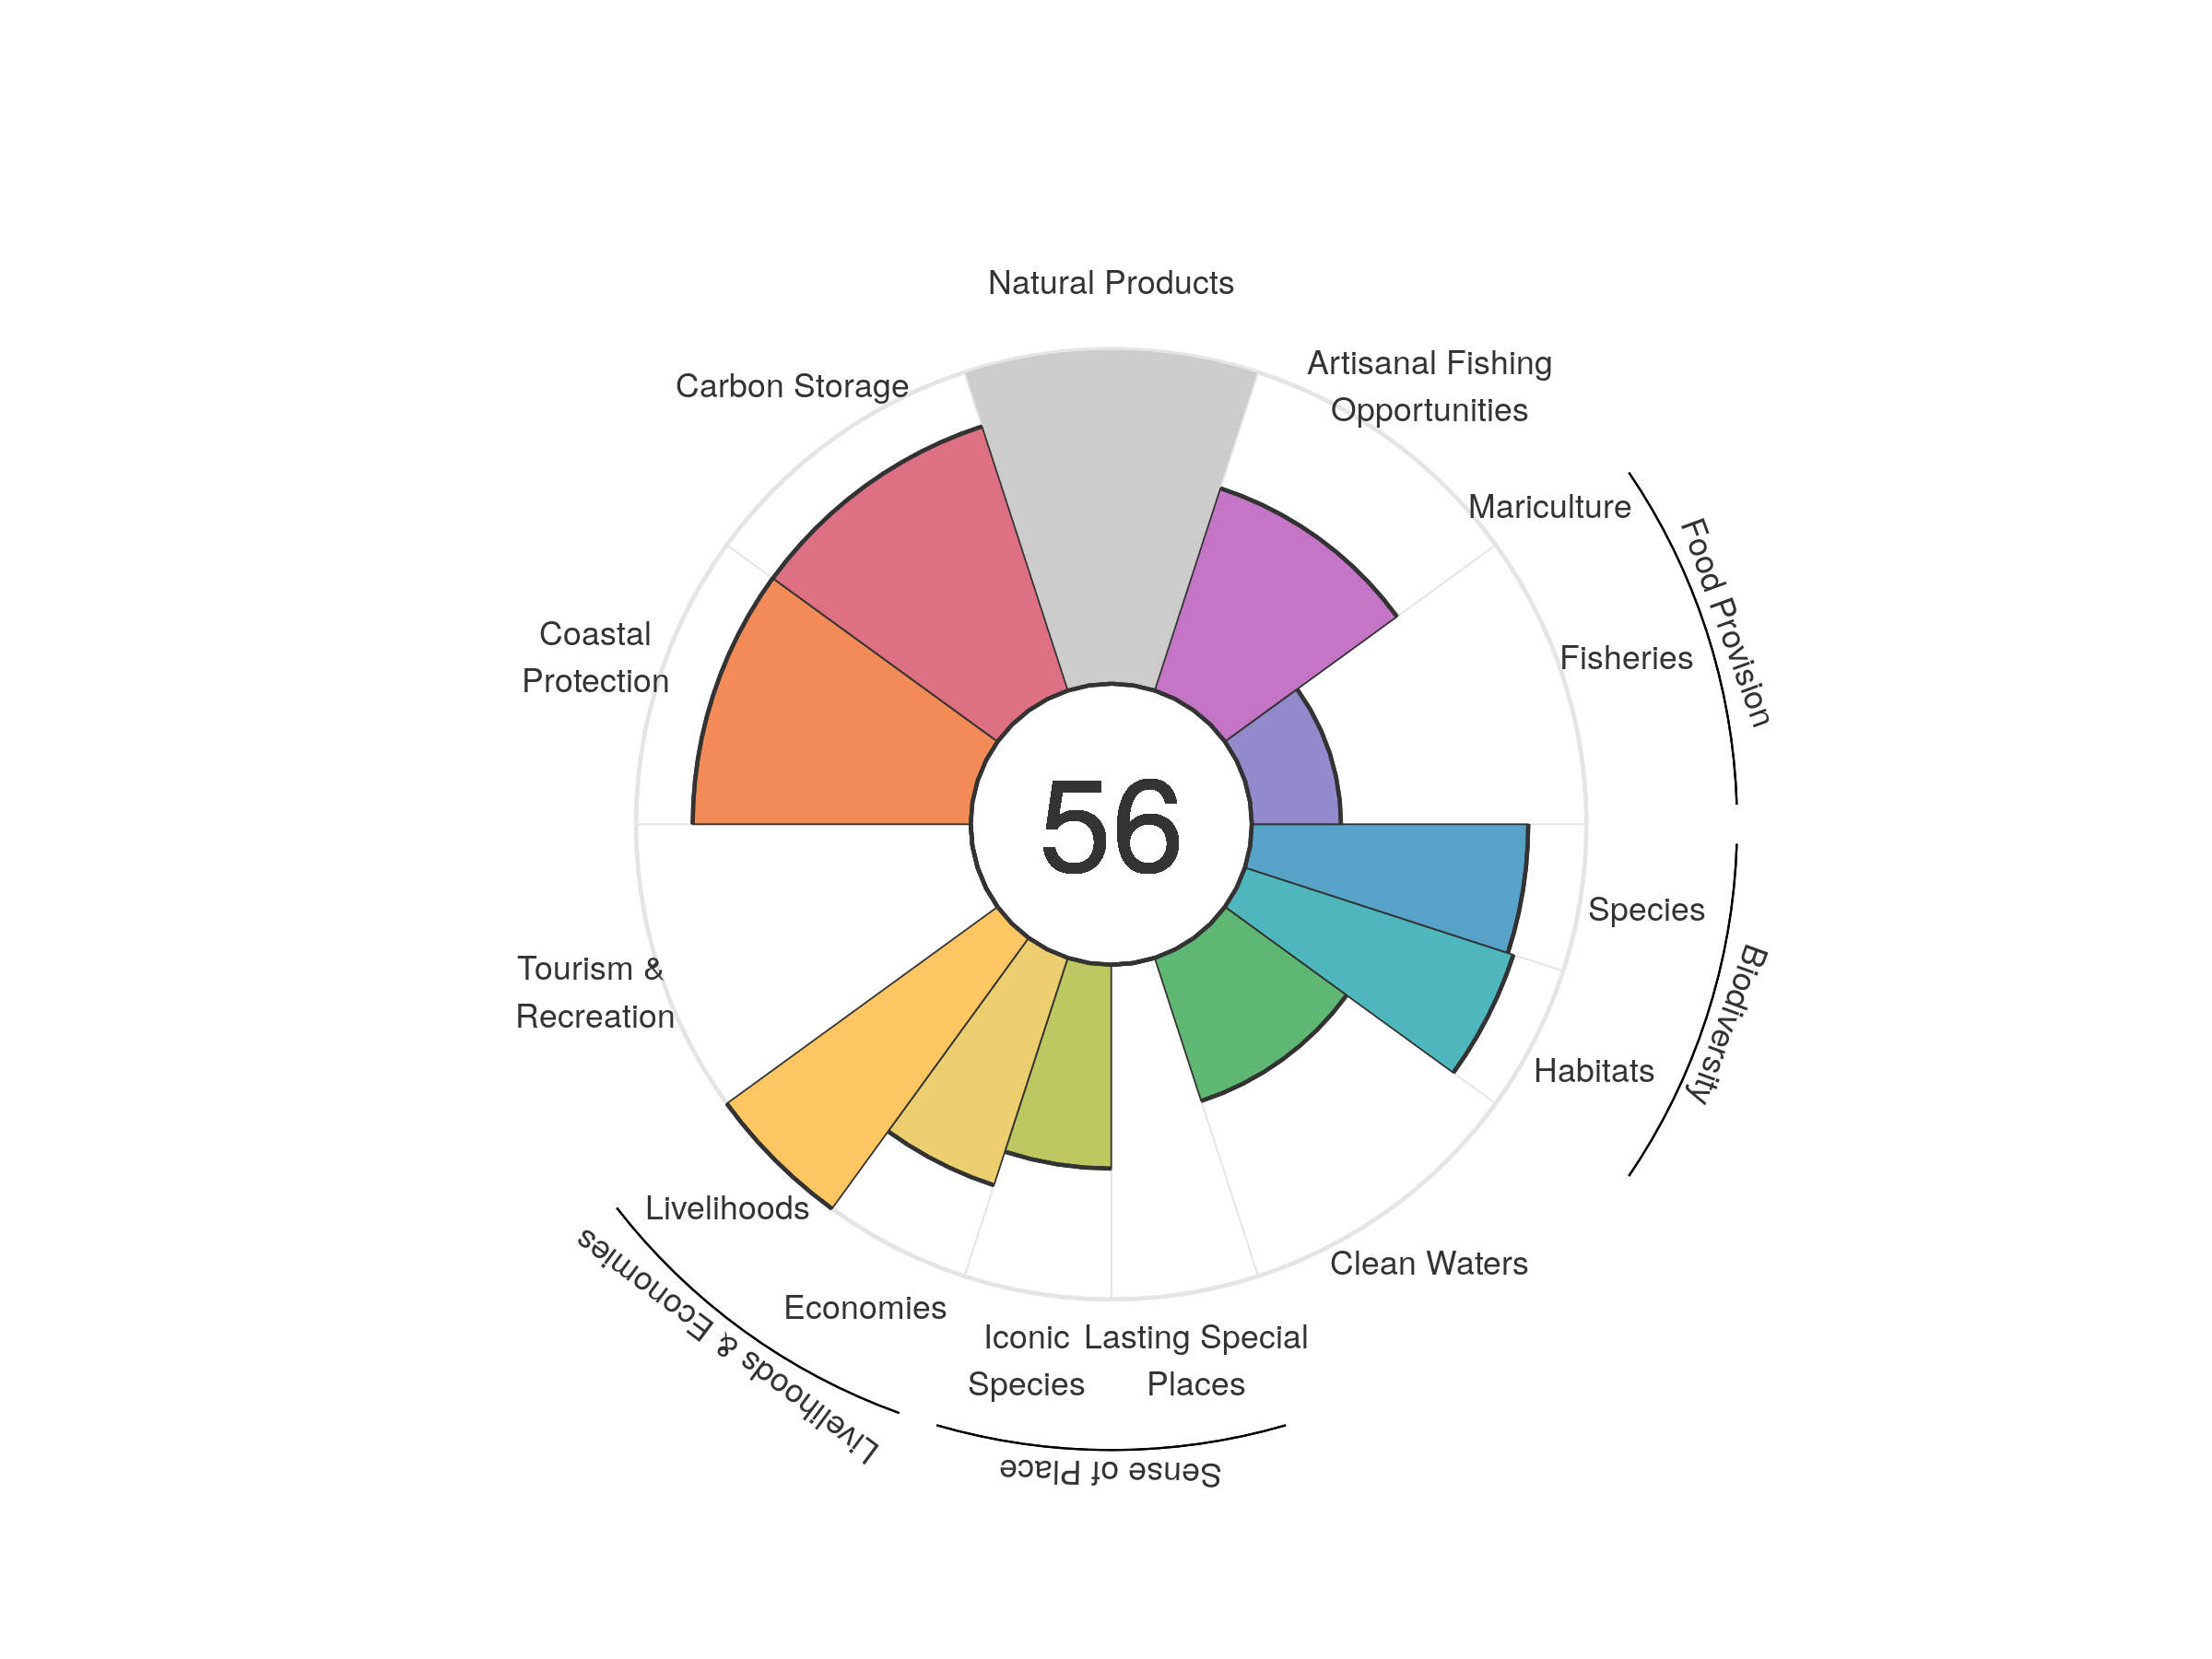 Natural Products
Carbon Storage
Artisanal Fishing
Opportunities
Mariculture
Food Provision
Fisheries
Coastal
Protection
56
Species
Biodiversity
Tourism &
Recreation
Habitats
Livelihoods
Livelihoods & Economies
Clean Waters
Economies
Iconic
Species
Lasting Special
Places
Sense of Place